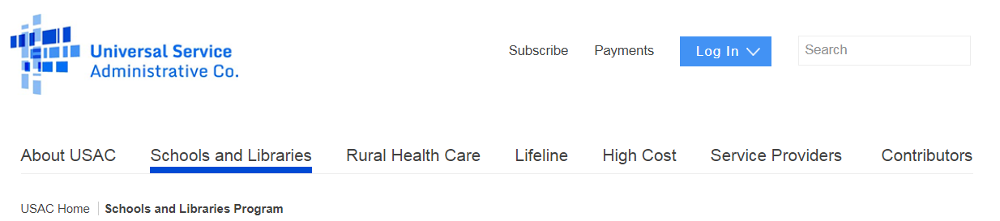 Universal Service
Administrative Co.
Subscribe Payments Log In Search
About USAC Schools and Libraries Rural Health Care Lifeline High Cost Service Providers Contributors
USAC Home Schools and Libraries Program